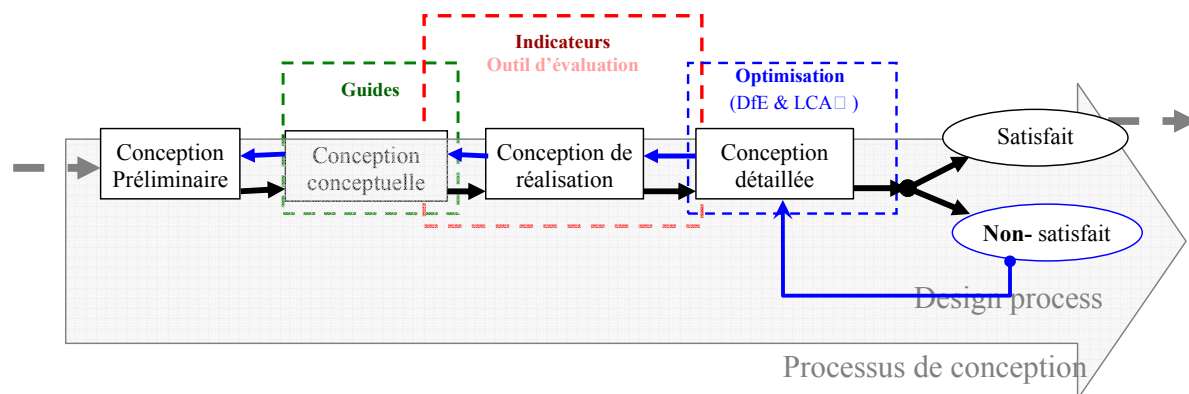 Indicateurs
Outil d'évaluation
Guides
Optimisation
(DfE & LCA□ )
Conception
Préliminaire
Conception
conceptuelle
Conception de
réalisation
Conception
détaillée
Satisfait
Non- satisfait
Design process
Processus de conception